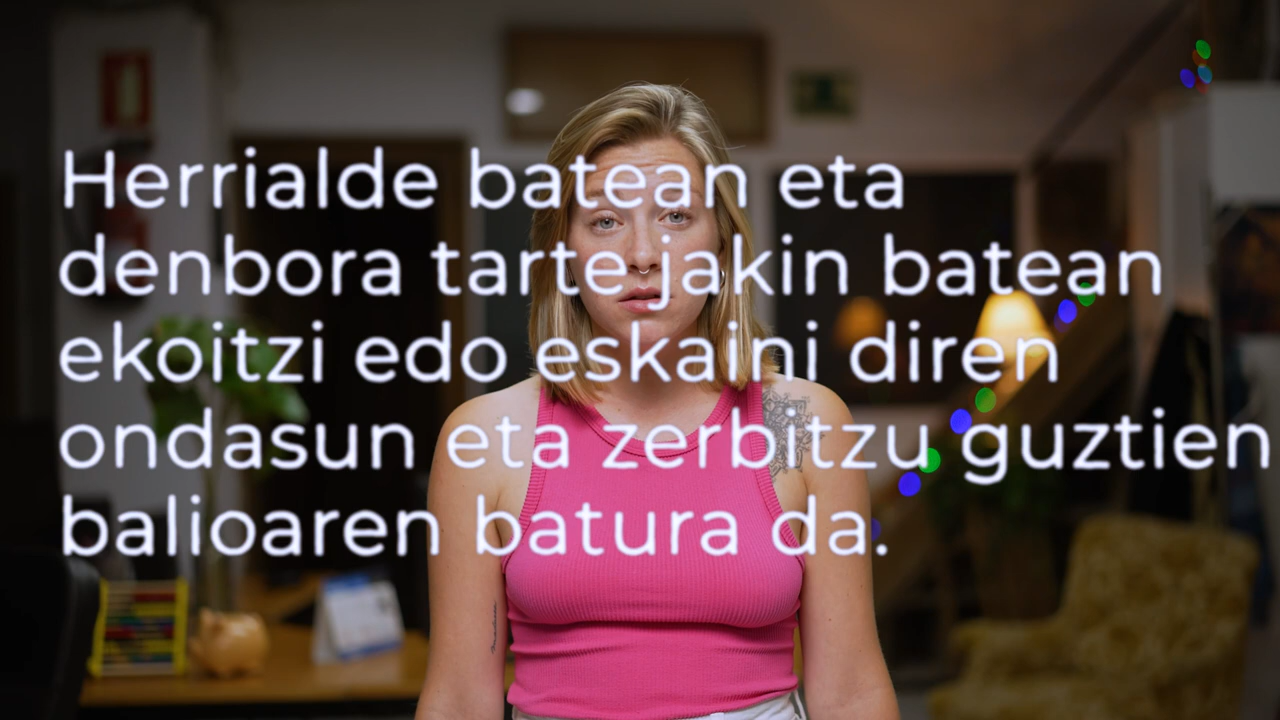 Herrialde batean eta
denbora tarte jakin batean
ekoitzi edo eskaini diren
ondasun eta zerbitzu guztien
balioaren batura da.